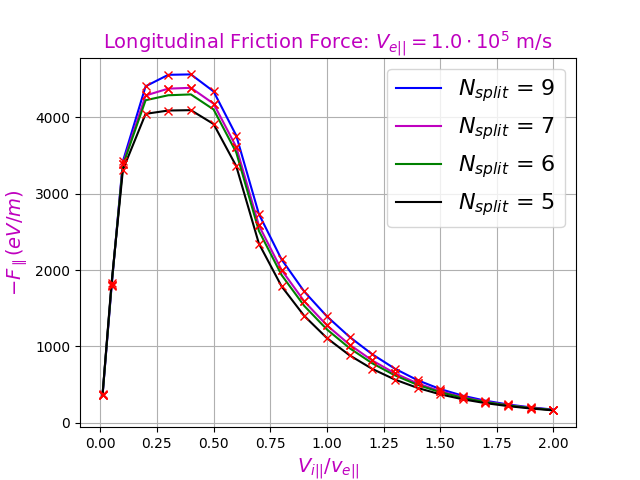 Longitudinal Friction Force: $V_{e||} = 1.0 \cdot 10^5$ m/s
$N_{split}$ = 9
$N_{split}$ = 7
$N_{split}$ = 6
$N_{split}$ = 5
$-F_{||} (eV/m)$
4000
3000
2000
1000
0
0.00 0.25 0.50 0.75 1.00 1.25 1.50 1.75 2.00
$V_{i||}/v_{e||}$